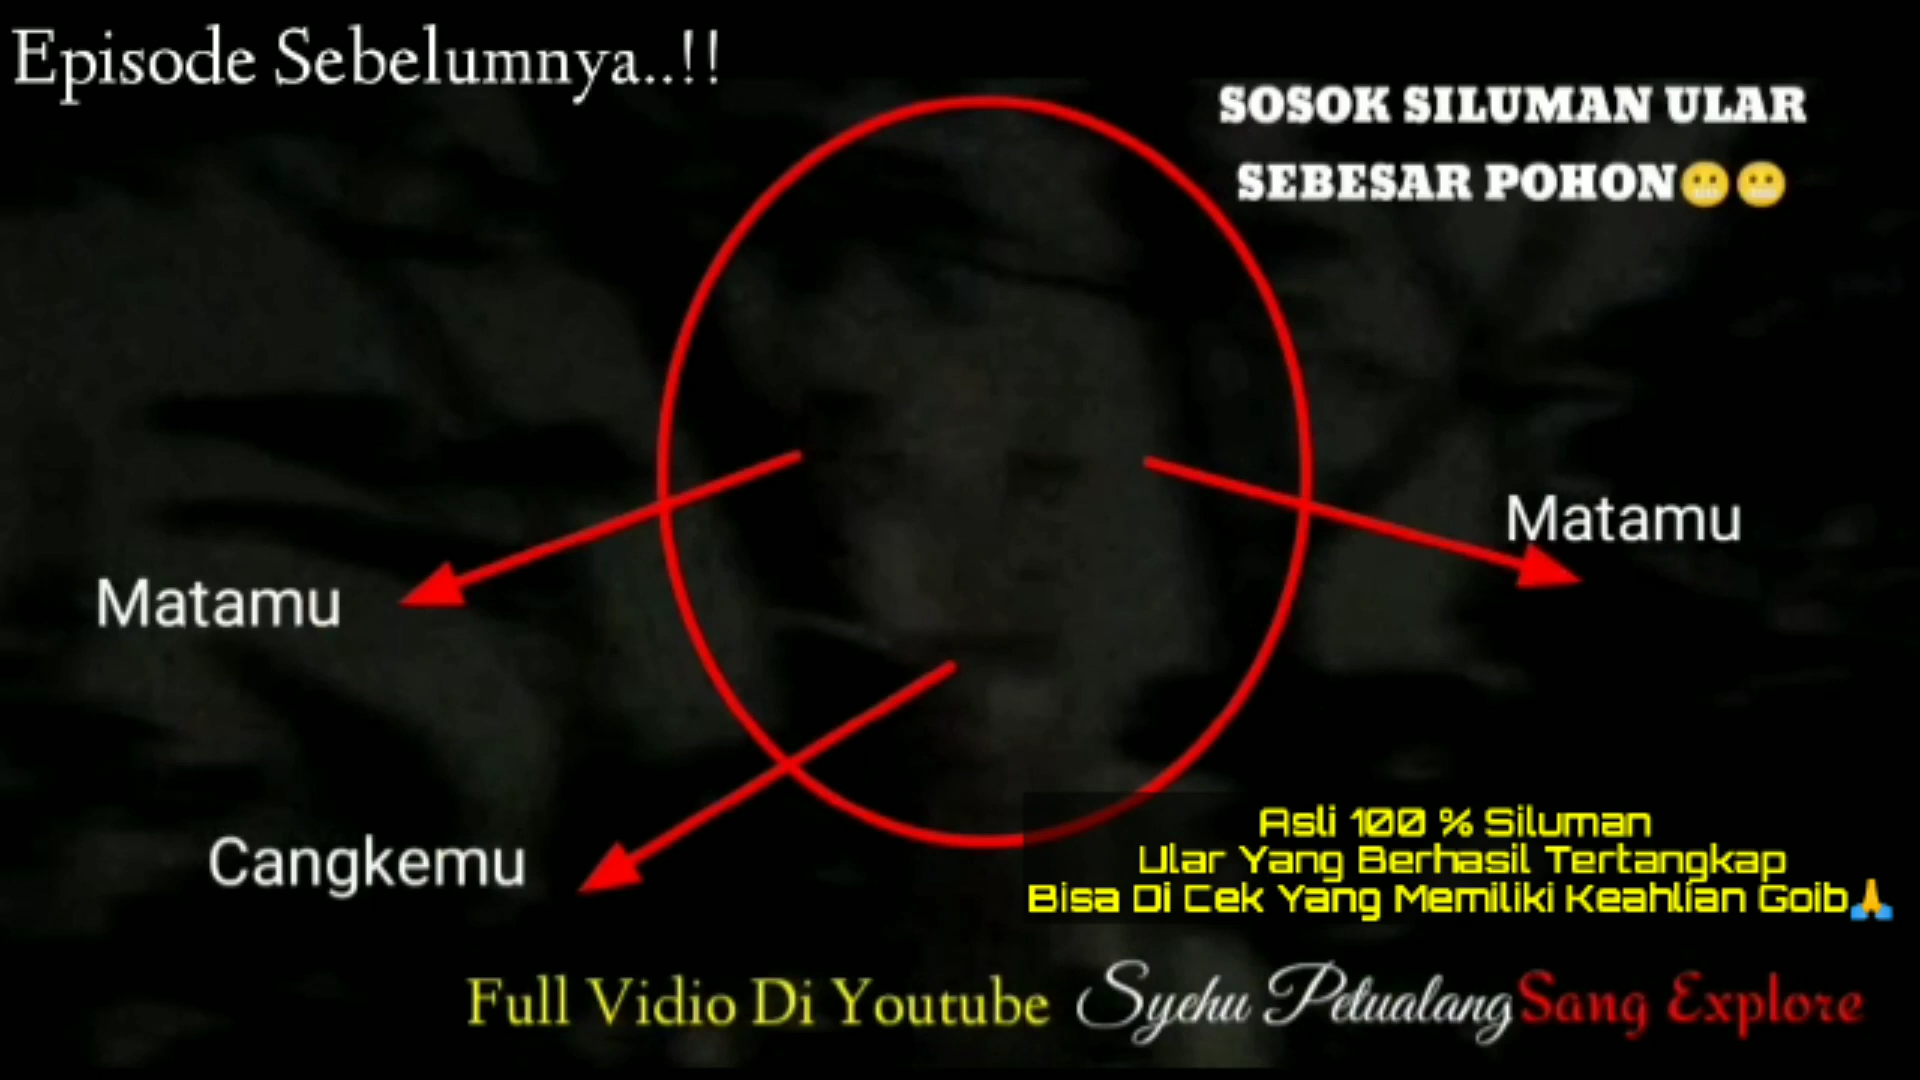 Episode Sebelumnya..!!
SOSOK SILUMAN ULAR
SEBESAR POHON😬😬
Matamu
Matamu
Cangkemu
Asli 100 % Siluman
Ular Yang Berhasil Tertangkap
Bisa Di Cek Yang Memiliki Keahlian Goib🙏
Full Vidio Di Youtube Syehu Petualang Sang Explore